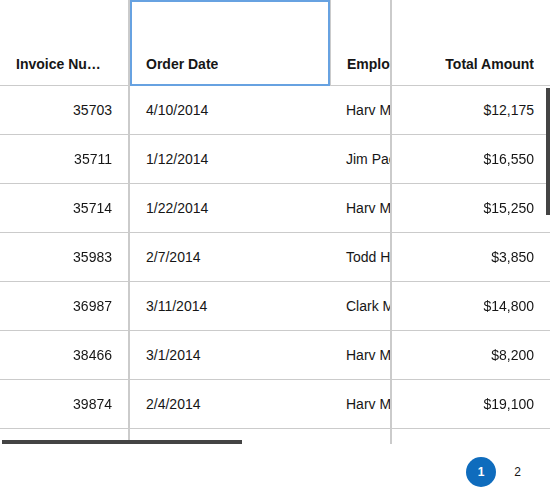 Invoice Nu… Order Date Emplo Total Amount
35703 4/10/2014 Harv M $12,175
35711 1/12/2014 Jim Pa $16,550
35714 1/22/2014 Harv M $15,250
35983 2/7/2014 Todd H $3,850
36987 3/11/2014 Clark M $14,800
38466 3/1/2014 Harv M $8,200
39874 2/4/2014 Harv M $19,100
1 2